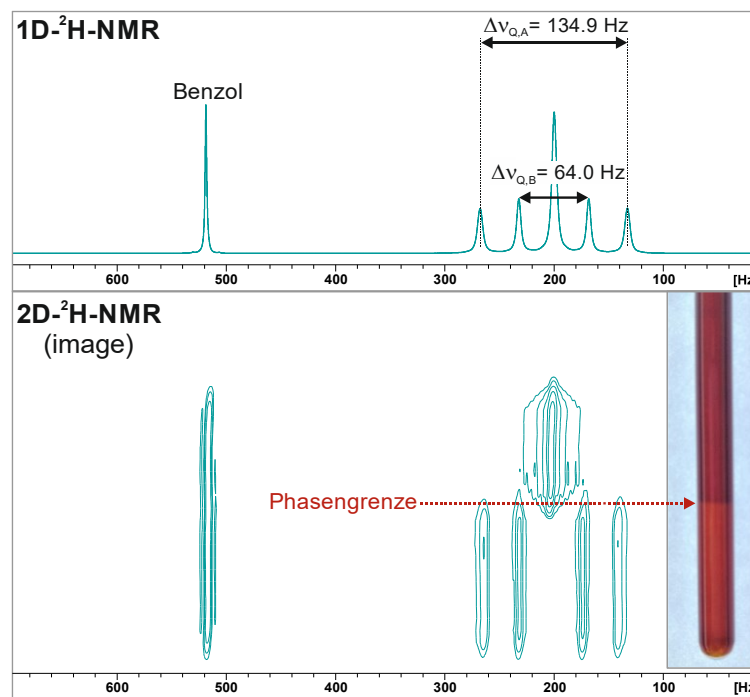 1D-²H-NMR
Δν_Q,A = 134.9 Hz
Benzol
Δν_Q,B = 64.0 Hz
600 500 400 300 200 100 [Hz
2D-²H-NMR
(image)
Phasengrenze
600 500 400 300 200 100 [Hz